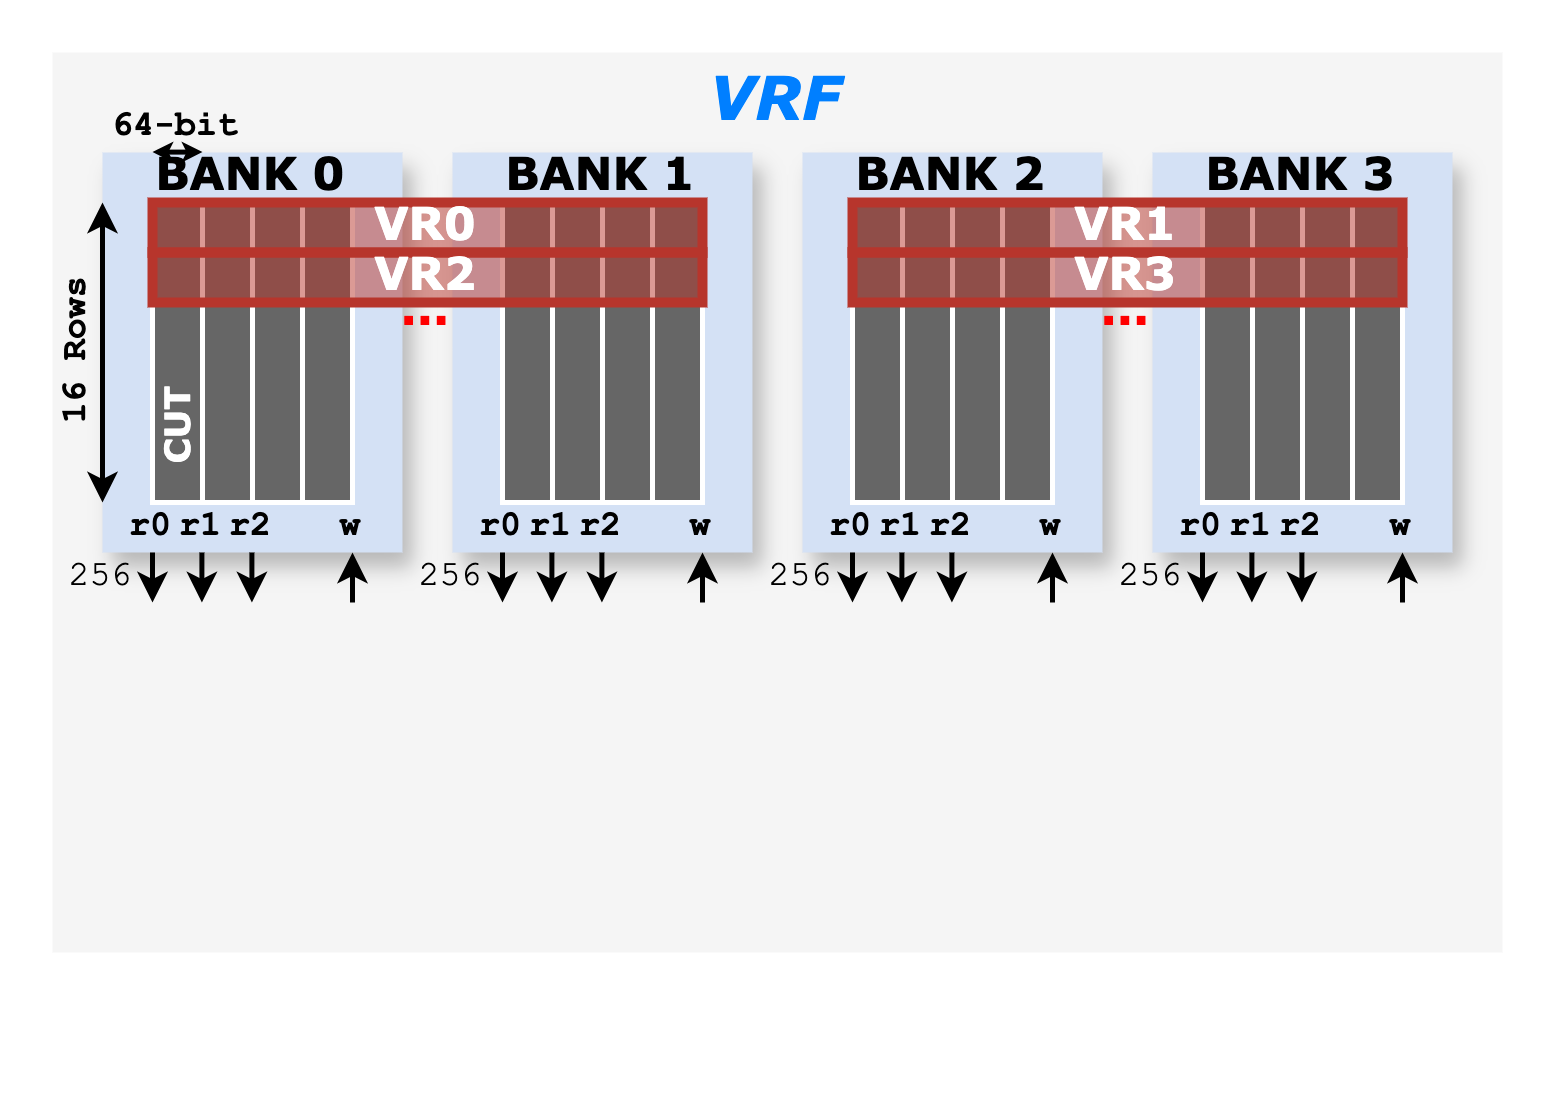 VRF
64-bit
BANK 0
BANK 1
BANK 2
BANK 3
VR0
VR1
VR2
VR3
...
...
16 Rows
CUT
r0 r1 r2 w
r0 r1 r2 w
r0 r1 r2 w
r0 r1 r2 w
256
256
256
256